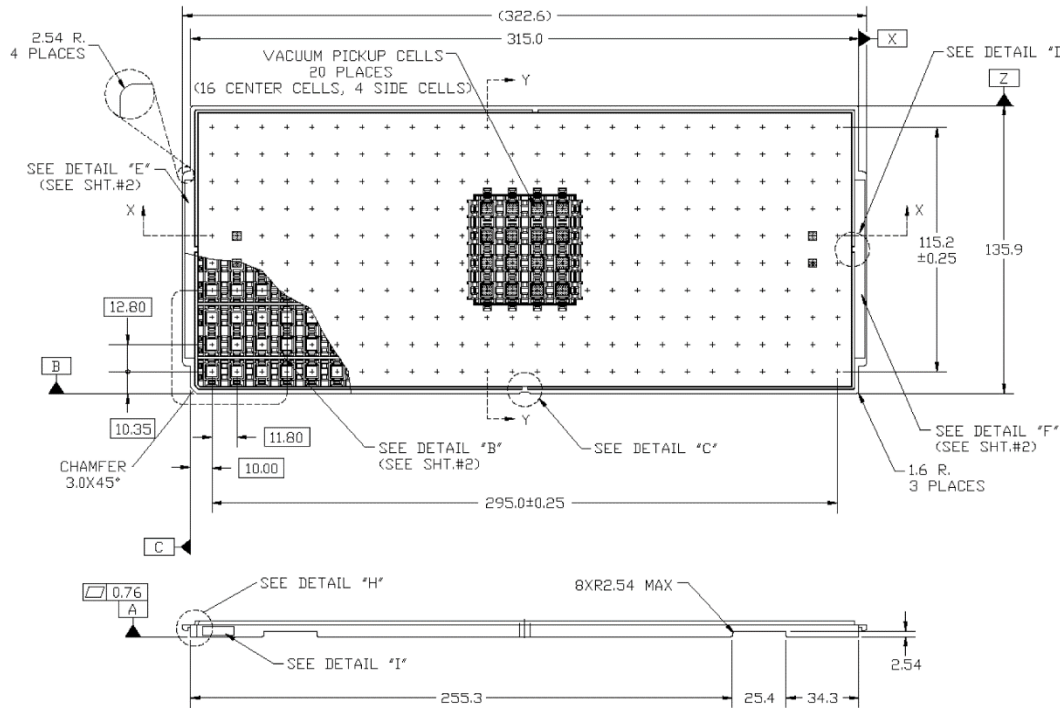 (322.6)
315.0
2.54 R.
4 PLACES
VACUUM PICKUP CELLS
20 PLACES
(16 CENTER CELLS, 4 SIDE CELLS)
Y
X
SEE DETAIL "D
Z
SEE DETAIL "E"
(SEE SHT.#2)
X
X
115.2
±0.25
135.9
12.80
B
10.35
11.80
10.00
Y
CHAMFER
3.0X45°
SEE DETAIL "B"
(SEE SHT.#2)
SEE DETAIL "C"
SEE DETAIL "F"
(SEE SHT.#2)
1.6 R.
3 PLACES
295.0±0.25
C
SEE DETAIL "H"
8XR2.54 MAX
0.76
A
SEE DETAIL "I"
2.54
255.3
25.4
34.3